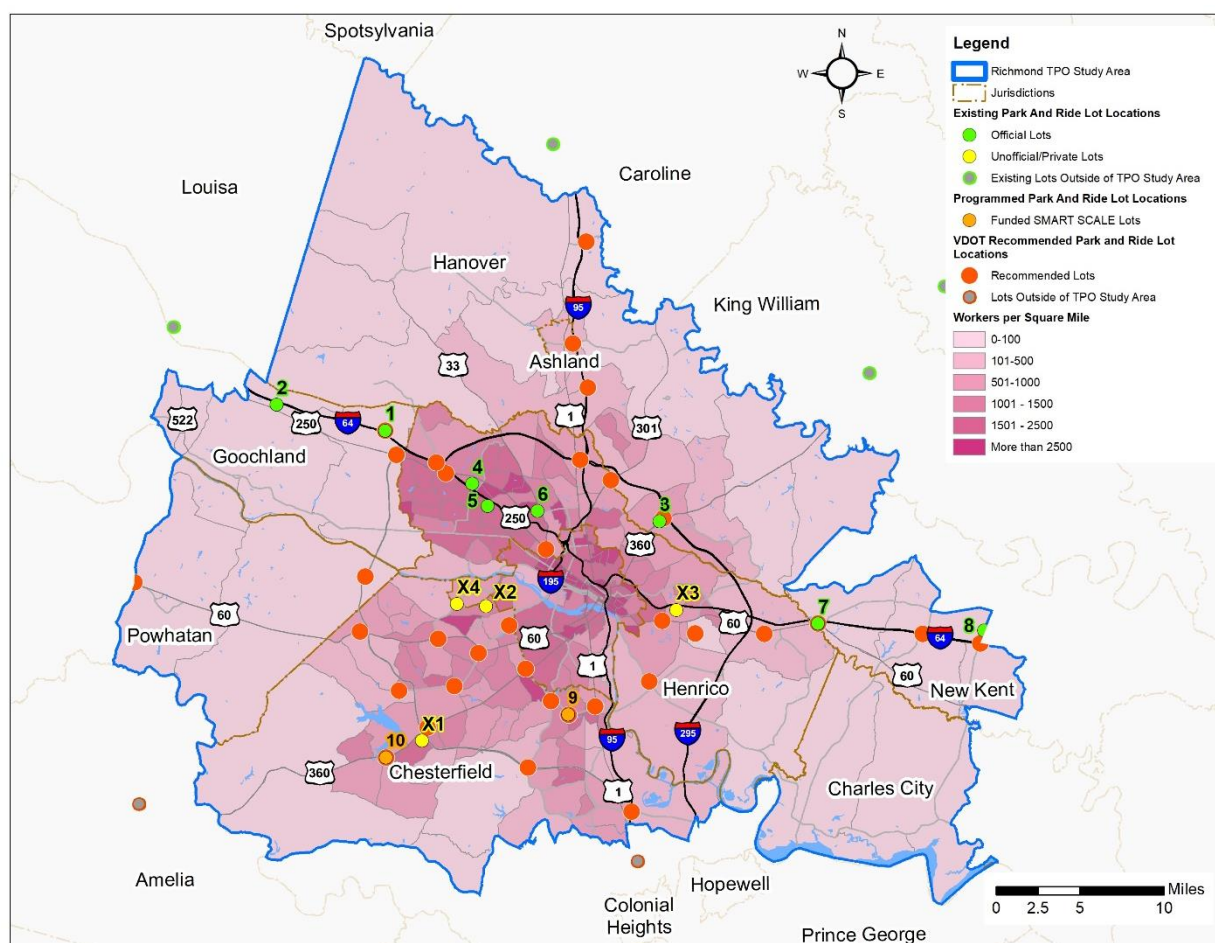 Spotsylvania
N
W
E
S
Louisa
Caroline
Hanover
King William
95
Ashland
33
1
301
2
1
250
64
522
Goochland
4
5
6
250
3
360
195
X4
X2
X3
60
60
60
7
8
64
Powhatan
60
1
Henrico
New Kent
9
X1
10
95
295
360
Chesterfield
1
Charles City
Amelia
Hopewell
Colonial
Heights
Prince George
Legend
Richmond TPO Study Area
Jurisdictions
Existing Park And Ride Lot Locations
Official Lots
Unofficial/Private Lots
Existing Lots Outside of TPO Study Area
Programmed Park And Ride Lot Locations
Funded SMART SCALE Lots
VDOT Recommended Park and Ride Lot
Locations
Recommended Lots
Lots Outside of TPO Study Area
Workers per Square Mile
0-100
101-500
501-1000
1001 - 1500
1501 - 2500
More than 2500
Miles
0 2.5 5 10